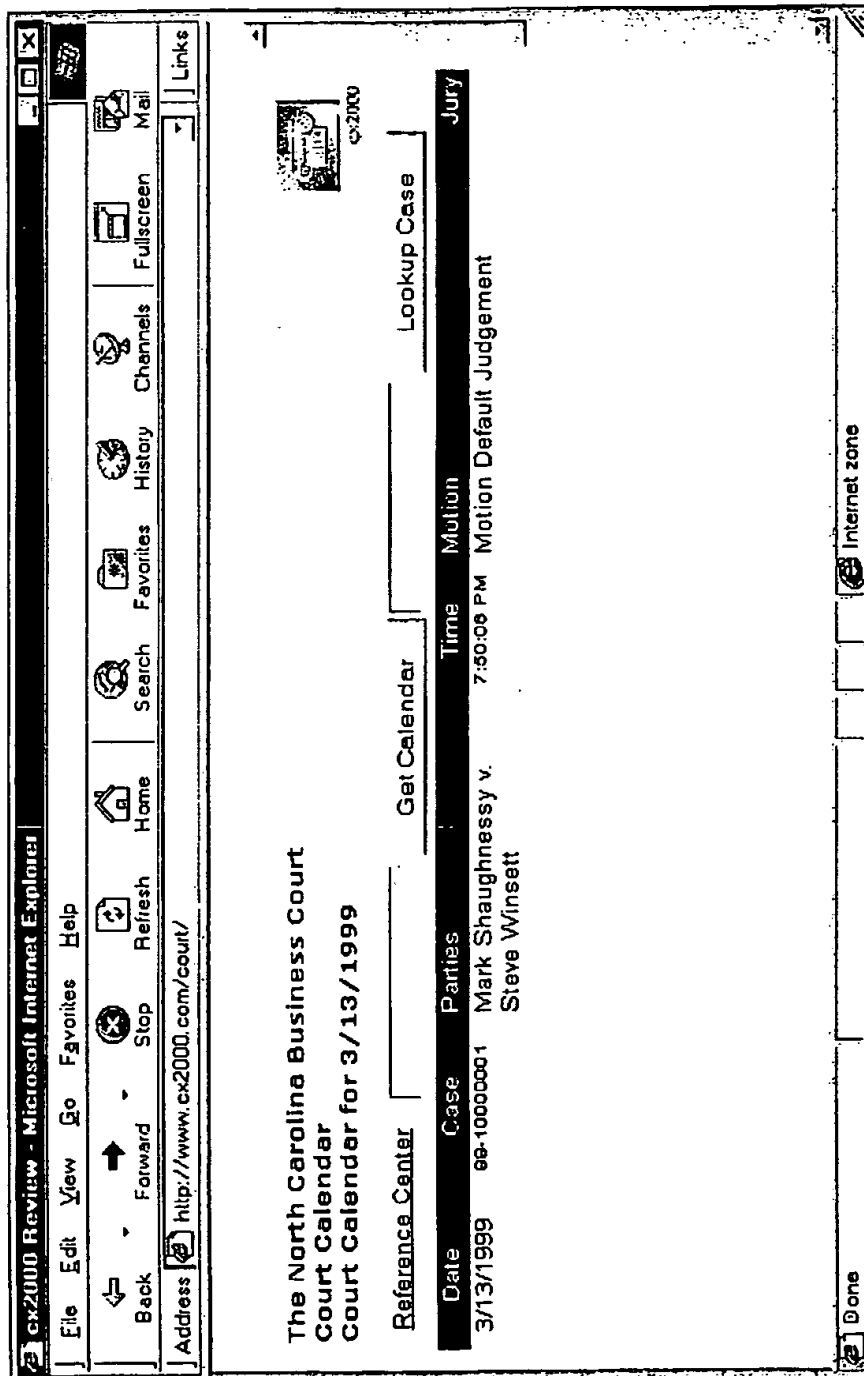 cx2000 Review - Microsoft Internet Explorer
File Edit View Go Favorites Help
Back Forward Stop Refresh Home Search Favorites History Channels Fullscreen Mail
Address http://www.cx2000.com/court/ Links
cx2000
The North Carolina Business Court
Court Calendar
Court Calendar for 3/13/1999
Reference Center Get Calendar Lookup Case
Date Case Parties Time Motion Jury
3/13/1999 99-10000001 Mark Shaughnessy v. 7:50:08 PM Motion Default Judgement
Steve Winsett
Done Internet zone